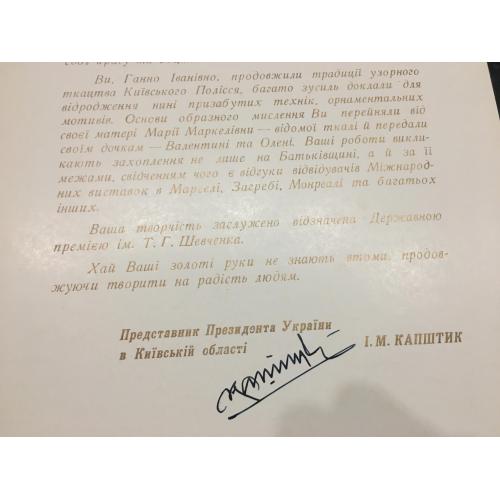 Ви, Ганно Іванівно, продовжили традиції узорного
ткацтва Київського Полісся, багато зусиль доклали для
відродження нині призабутих технік, орнаментальних
мотивів. Основи образного мислення Ви перейняли від
своєї матері Марії Маркелівни — відомої ткалі й передали
своїм дочкам — Валентині та Олені. Ваші роботи викли-
кають захоплення не лише на Батьківщині, а й за її
межами, свідченням чого є відгуки відвідувачів Міжнарод-
них виставок в Марселі, Загребі, Монреалі та багатьох
інших.
Ваша творчість заслужено відзначена Державною
премією ім. Т. Г. Шевченка.
Хай Ваші золоті руки не знають втоми, продов-
жуючи творити на радість людям.
Представник Президента України
в Київській області
І. М. КАПШТИК